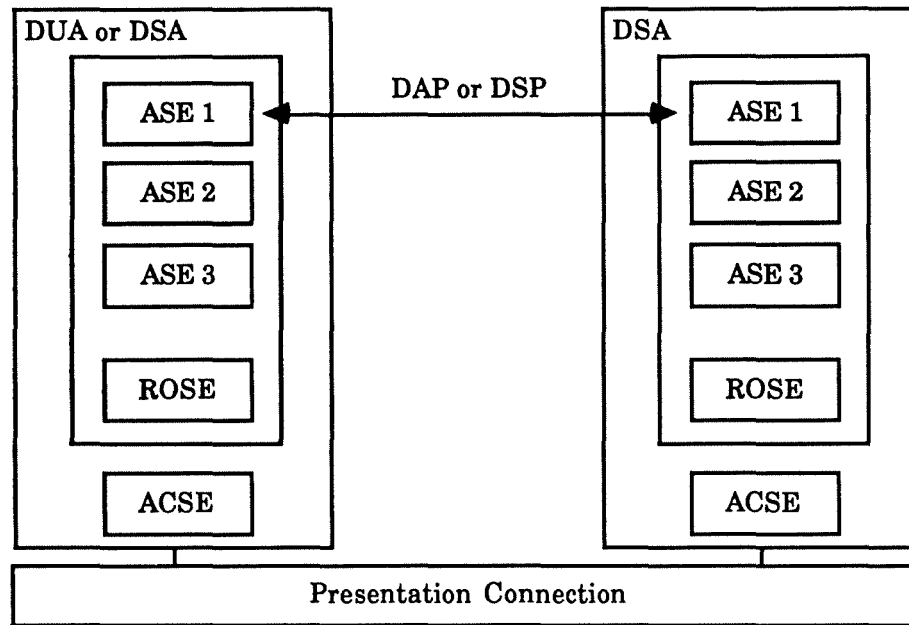 DUA or DSA
DSA
DAP or DSP
ASE 1
ASE 1
ASE 2
ASE 2
ASE 3
ASE 3
ROSE
ROSE
ACSE
ACSE
Presentation Connection